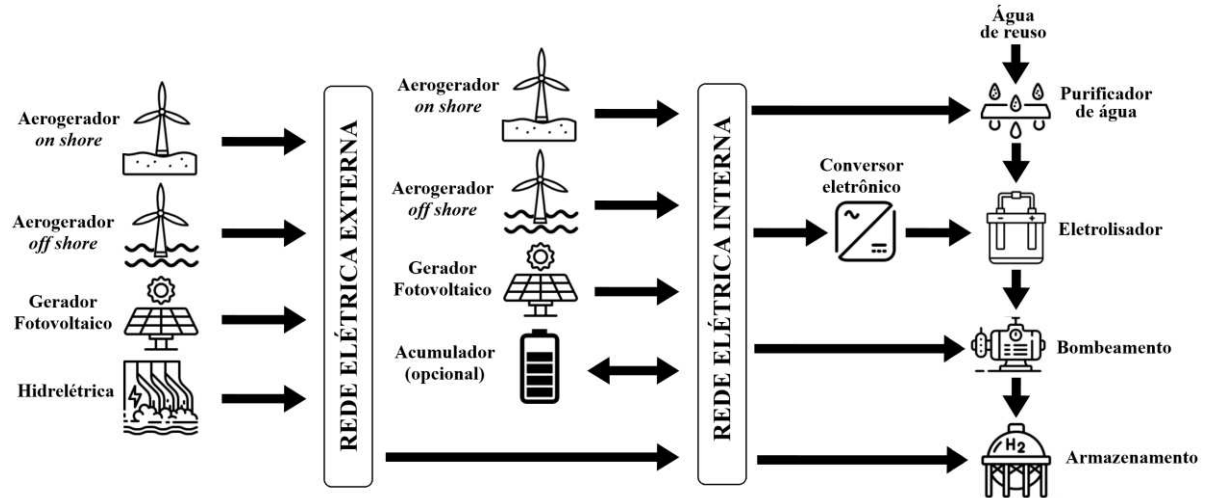 Aerogerador
on shore
Aerogerador
off shore
Gerador
Fotovoltaico
Hidrelétrica
REDE ELÉTRICA EXTERNA
Aerogerador
on shore
Aerogerador
off shore
Gerador
Fotovoltaico
Acumulador
(opcional)
REDE ELÉTRICA INTERNA
Água
de reuso
Purificador
de água
Conversor
eletrônico
Eletrolisador
Bombeamento
H2
Armazenamento